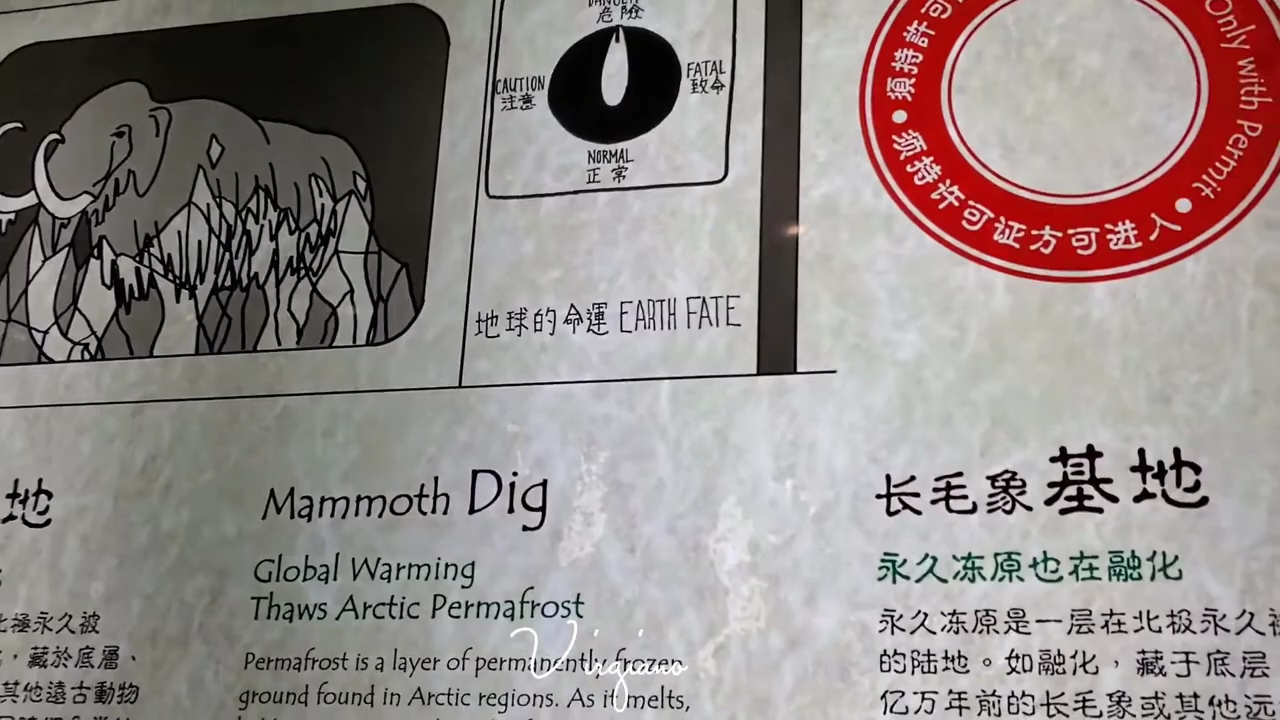 危險
CAUTION
注意
FATAL
致命
NORMAL
正常
地球的命運 EARTH FATE
須持許可
Only with Permit
须持许可证方可进入
地
Mammoth Dig
长毛象基地
Global Warming
Thaws Arctic Permafrost
永久冻原也在融化
北極永久被
，藏於底層、
其他遠古動物
Permafrost is a layer of permanently frozen
ground found in Arctic regions. As it melts,
永久冻原是一层在北极永久被
的陆地。如融化，藏于底层
亿万年前的长毛象或其他远
Virgiano